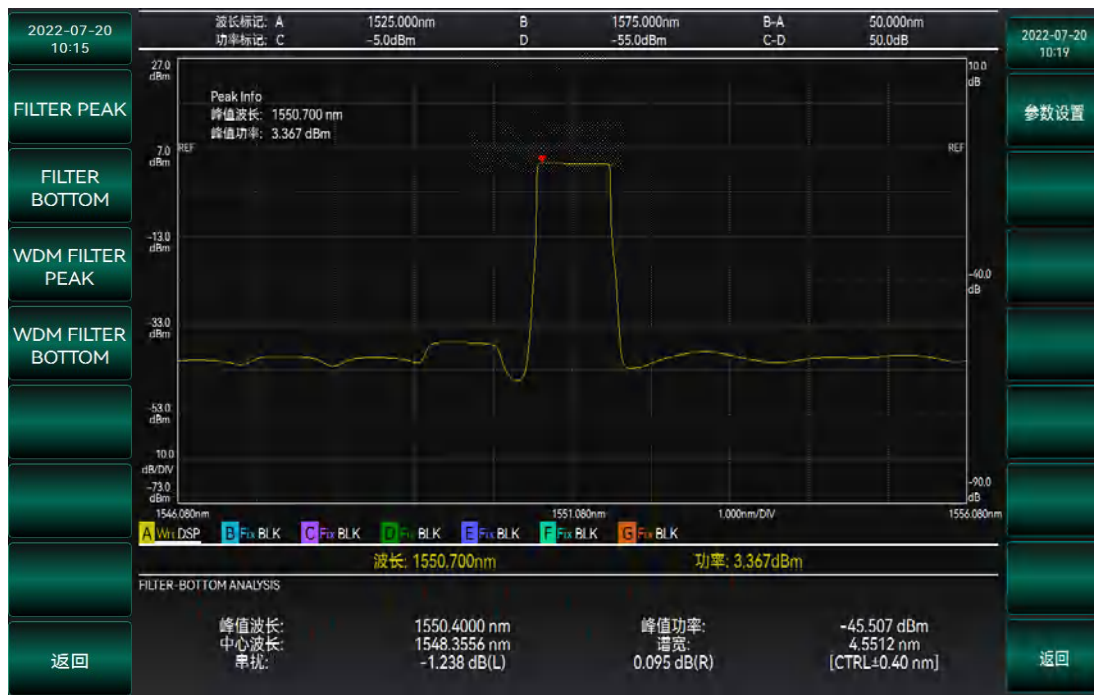 2022-07-20
10:15
FILTER PEAK
FILTER
BOTTOM
WDM FILTER
PEAK
WDM FILTER
BOTTOM
返回
波长标记: A 1525.000nm B 1575.000nm B-A 50.000nm
功率标记: C -5.0dBm D -55.0dBm C-D 50.0dB
27.0
dBm
10.0
dB
Peak Info
峰值波长: 1550.700 nm
峰值功率: 3.367 dBm
7.0
dBm
REF
REF
-13.0
dBm
-40.0
dB
-33.0
dBm
-53.0
dBm
10.0
dB/DIV
-73.0
dBm
-90.0
dB
1546.080nm 1551.080nm 1.000nm/DIV 1556.080nm
A Wri DSP B Fix BLK C Fix BLK D Fix BLK E Fix BLK F Fix BLK G Fix BLK
波长: 1550.700nm 功率: 3.367dBm
FILTER-BOTTOM ANALYSIS
峰值波长: 1550.4000 nm 峰值功率: -45.507 dBm
中心波长: 1548.3556 nm 谱宽: 4.5512 nm
串扰: -1.238 dB(L) 0.095 dB(R) [CTRL±0.40 nm]
2022-07-20
10:19
参数设置
返回